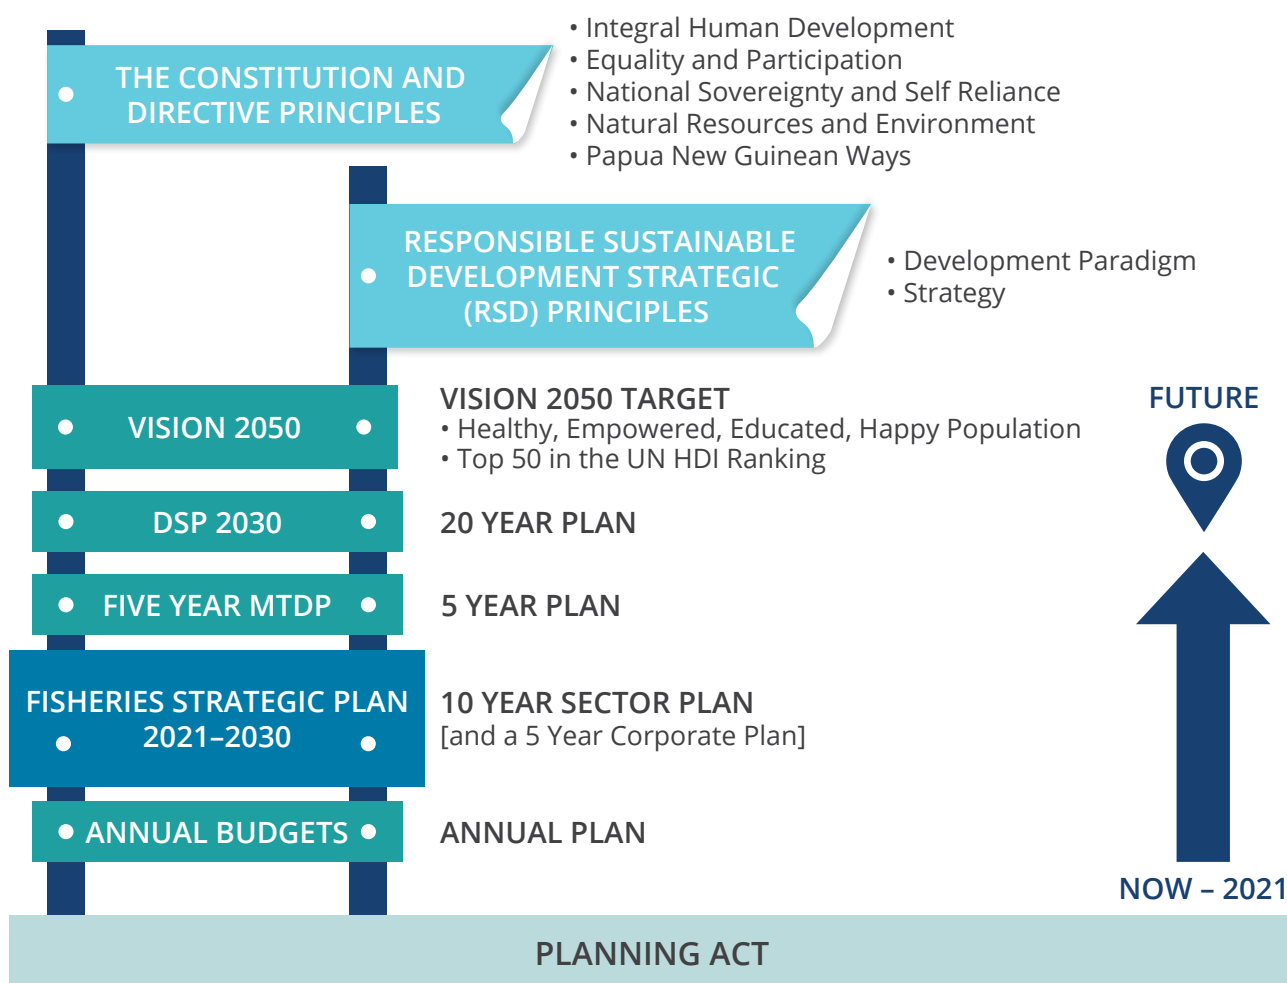 THE CONSTITUTION AND
DIRECTIVE PRINCIPLES
• Integral Human Development
• Equality and Participation
• National Sovereignty and Self Reliance
• Natural Resources and Environment
• Papua New Guinean Ways
RESPONSIBLE SUSTAINABLE
DEVELOPMENT STRATEGIC
(RSD) PRINCIPLES
• Development Paradigm
• Strategy
VISION 2050
VISION 2050 TARGET
• Healthy, Empowered, Educated, Happy Population
• Top 50 in the UN HDI Ranking
FUTURE
DSP 2030
20 YEAR PLAN
FIVE YEAR MTDP
5 YEAR PLAN
FISHERIES STRATEGIC PLAN
2021–2030
10 YEAR SECTOR PLAN
[and a 5 Year Corporate Plan]
ANNUAL BUDGETS
ANNUAL PLAN
NOW – 2021
PLANNING ACT